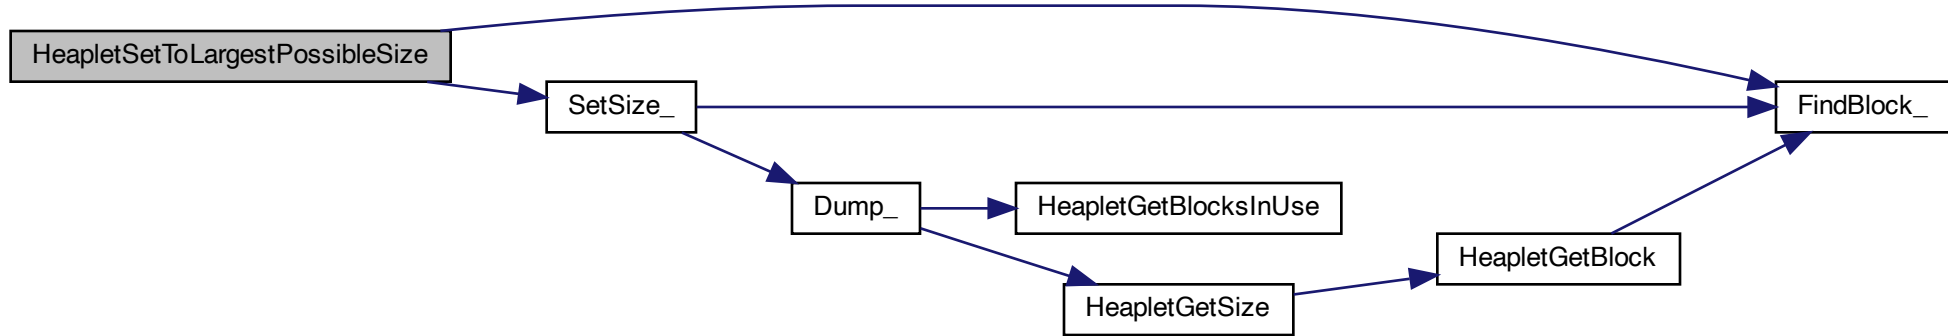 HeapletSetToLargestPossibleSize
SetSize_
FindBlock_
Dump_
HeapletGetBlocksInUse
HeapletGetBlock
HeapletGetSize